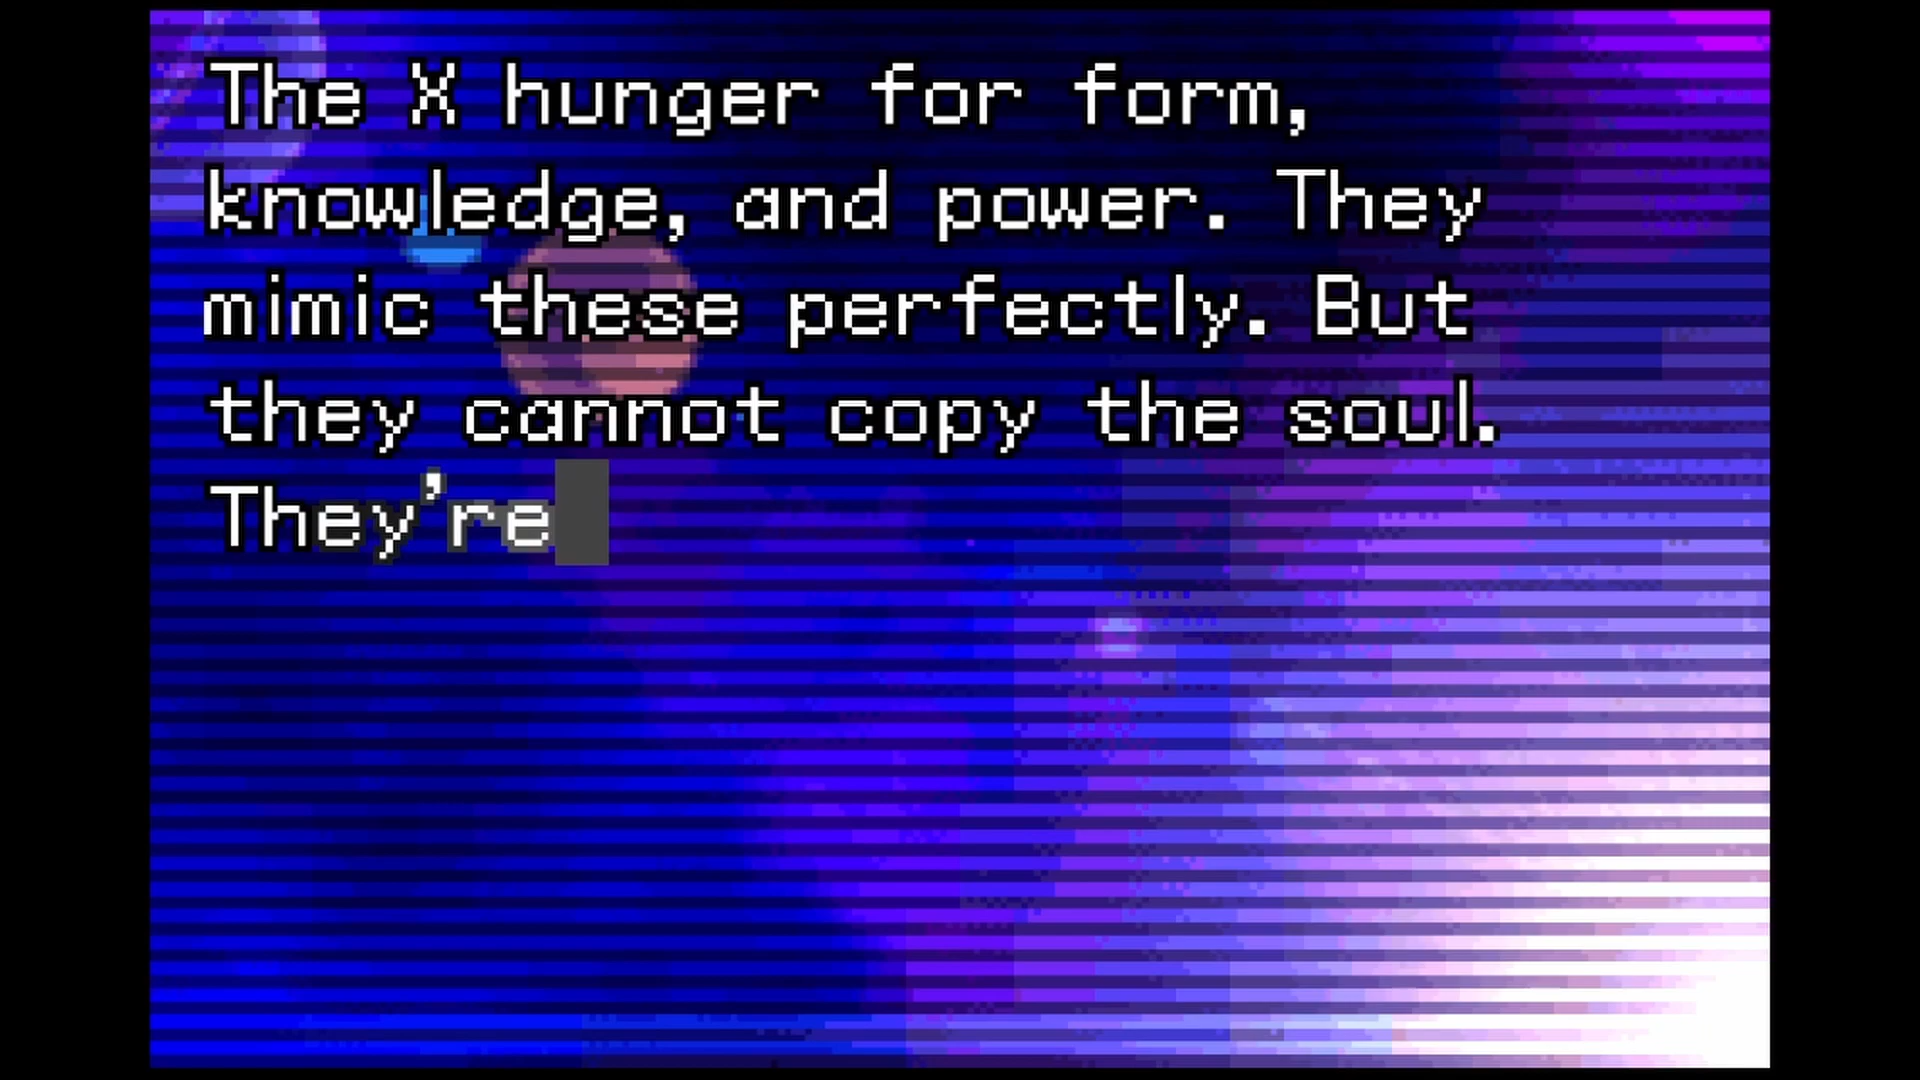 The X hunger for form,
knowledge, and power. They
mimic these perfectly. But
they cannot copy the soul.
They're